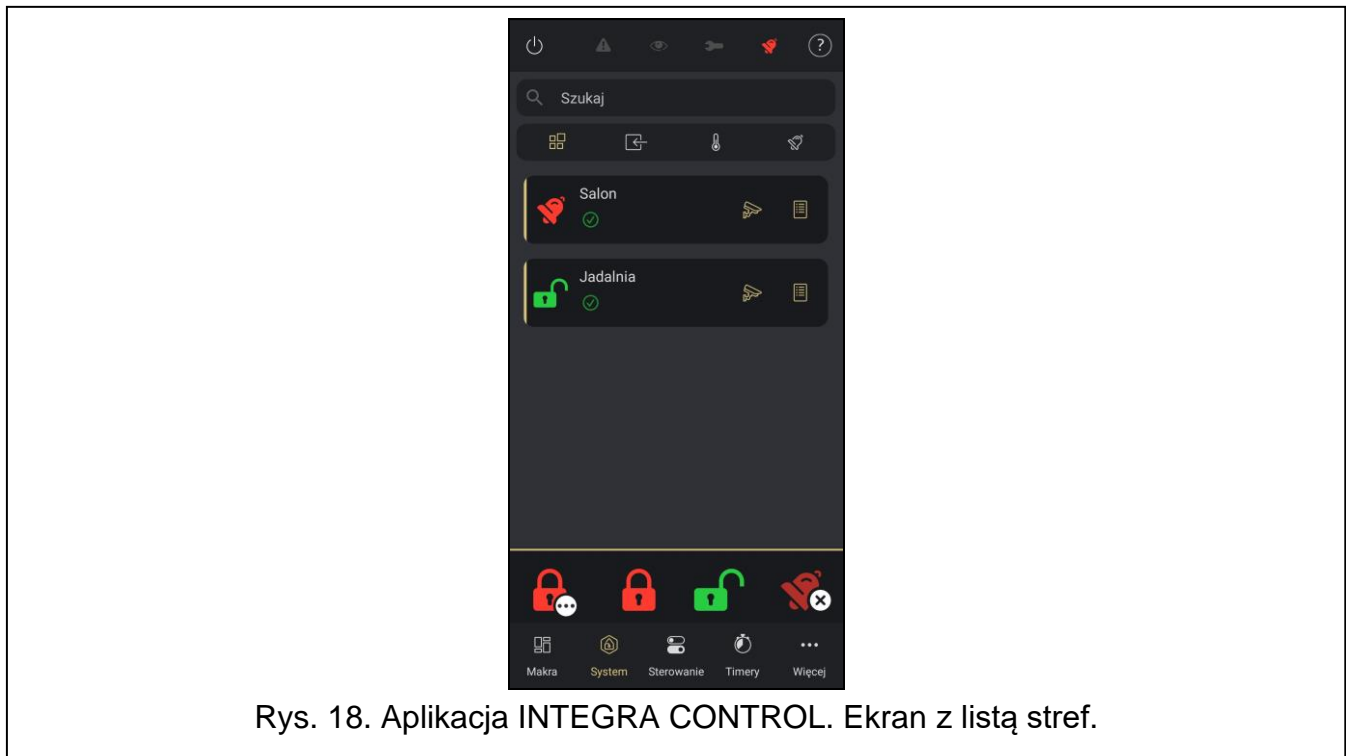 ?
Szukaj
Salon
Jadalnia
Makra System Sterowanie Timery Więcej
Rys. 18. Aplikacja INTEGRA CONTROL. Ekran z listą stref.